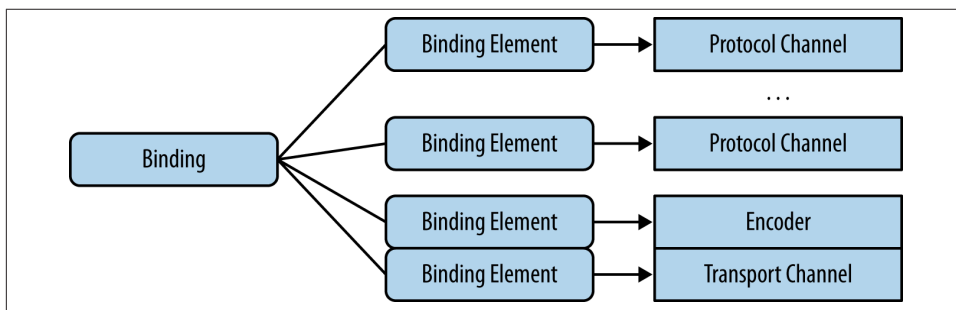 Binding Element
Protocol Channel
...
Binding Element
Protocol Channel
Binding
Binding Element
Encoder
Binding Element
Transport Channel